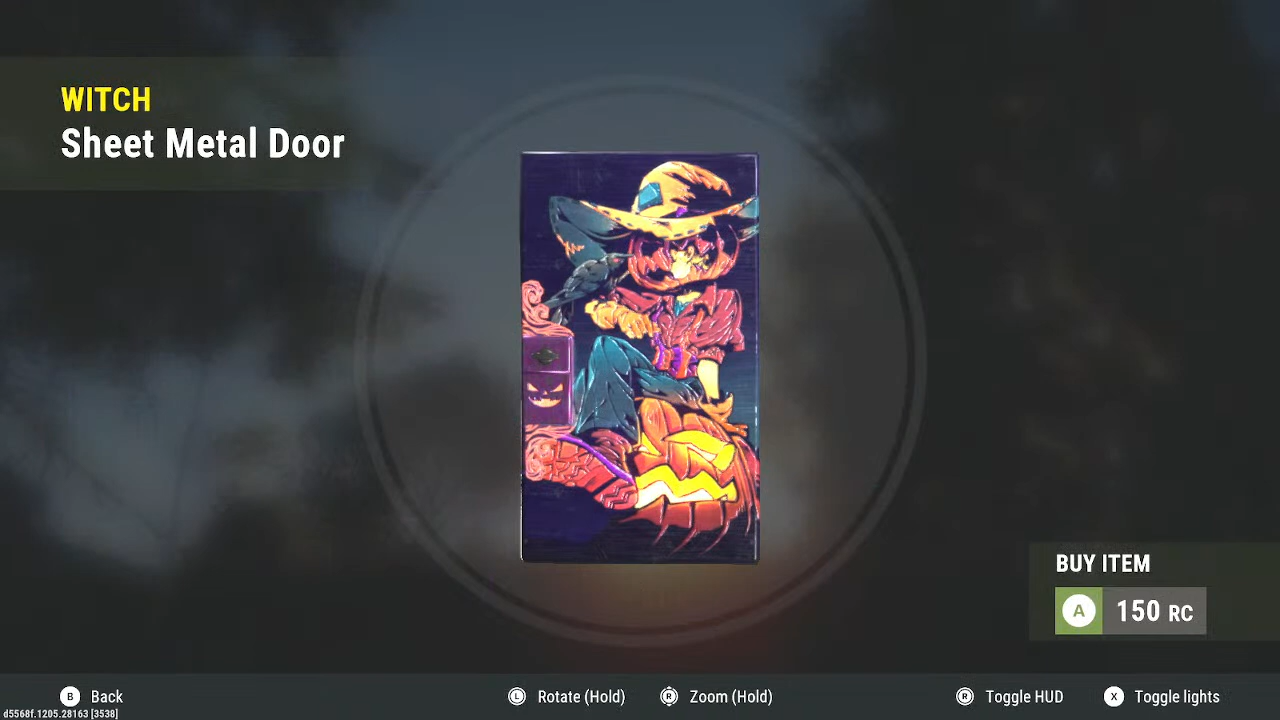 WITCH
Sheet Metal Door
BUY ITEM
A 150 RC
B Back
L Rotate (Hold)
R Zoom (Hold)
R Toggle HUD
X Toggle lights
d5568f.1205.28163 [3538]